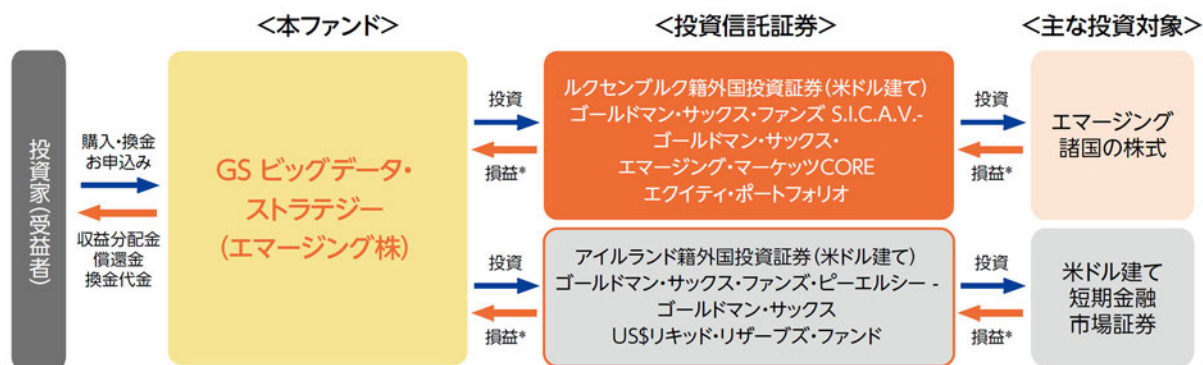 <本ファンド>
<投資信託証券>
<主な投資対象>
投資家(受益者)
購入・換金
お申込み
収益分配金
償還金
換金代金
GS ビッグデータ・
ストラテジー
(エマージング株)
投資
損益*
ルクセンブルク籍外国投資証券(米ドル建て)
ゴールドマン・サックス・ファンズ S.I.C.A.V.-
ゴールドマン・サックス・
エマージング・マーケッツCORE
エクイティ・ポートフォリオ
投資
損益*
エマージング
諸国の株式
投資
損益*
アイルランド籍外国投資証券(米ドル建て)
ゴールドマン・サックス・ファンズ・ピーエルシー -
ゴールドマン・サックス
US$リキッド・リザーブズ・ファンド
投資
損益*
米ドル建て
短期金融
市場証券